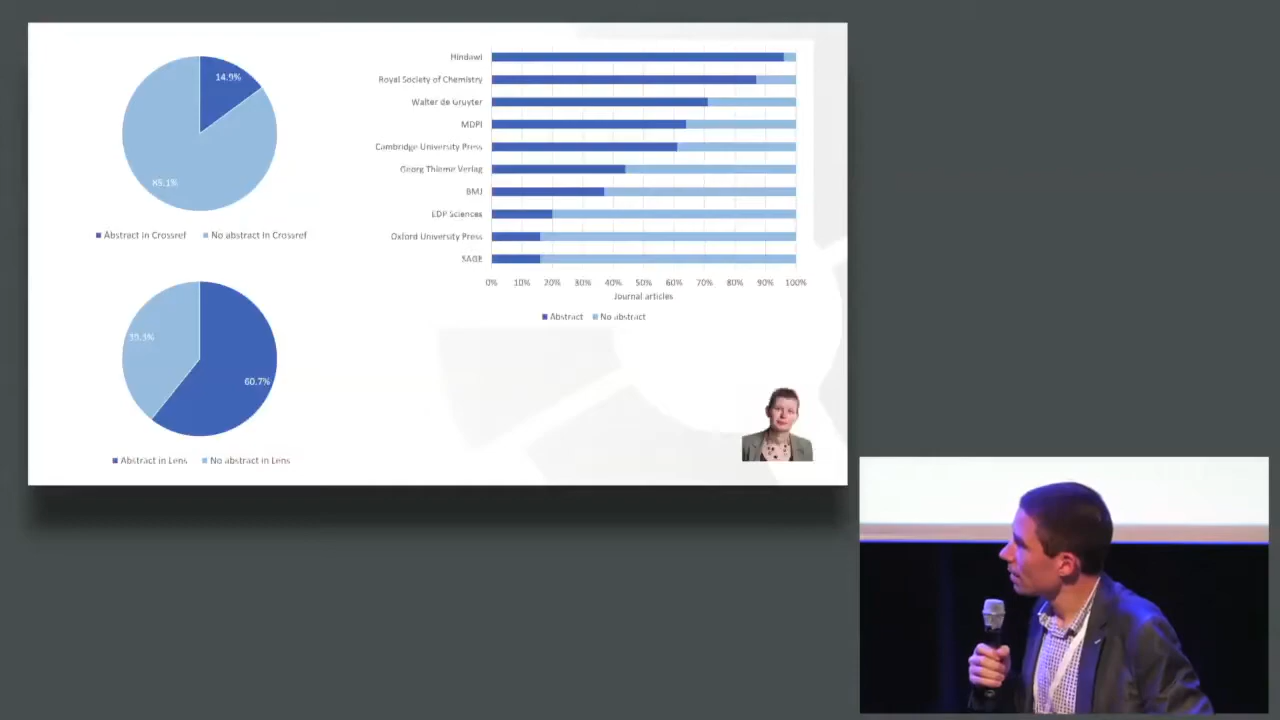 14.9%
85.1%
Abstract in Crossref
No abstract in Crossref
39.3%
60.7%
Abstract in Lens
No abstract in Lens
Hindawi
Royal Society of Chemistry
Walter de Gruyter
MDPI
Cambridge University Press
Georg Thieme Verlag
BMJ
EDP Sciences
Oxford University Press
SAGE
0% 10% 20% 30% 40% 50% 60% 70% 80% 90% 100%
Journal articles
Abstract
No abstract